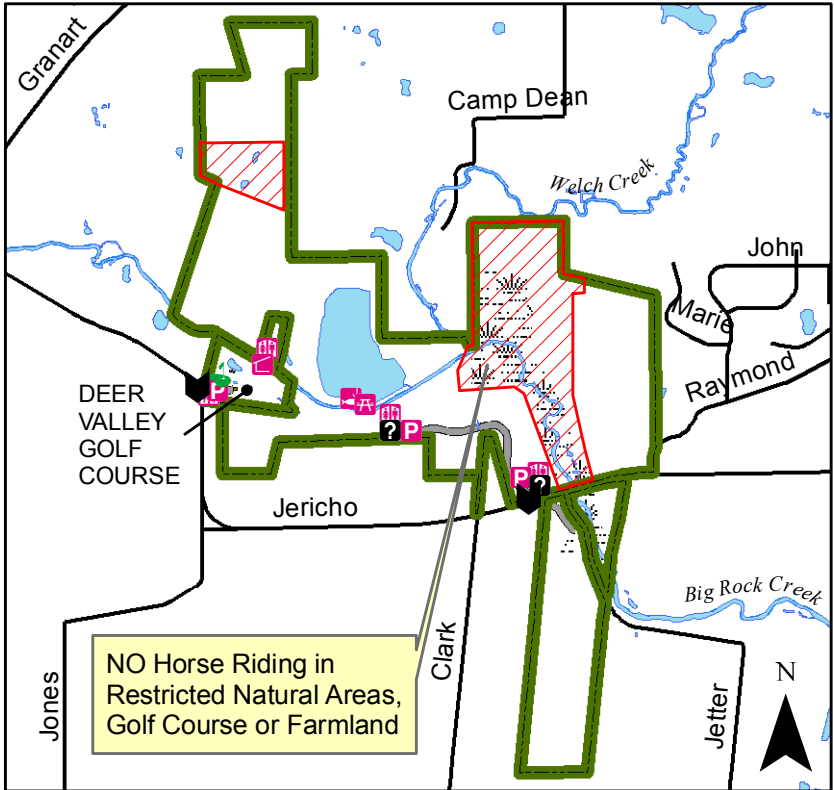 Granart
Camp Dean
Welch Creek
John
Marie
Raymond
P
DEER
VALLEY
GOLF
COURSE
? P
P
?
Jericho
Big Rock Creek
NO Horse Riding in
Restricted Natural Areas,
Golf Course or Farmland
Clark
Jones
Jetter
N